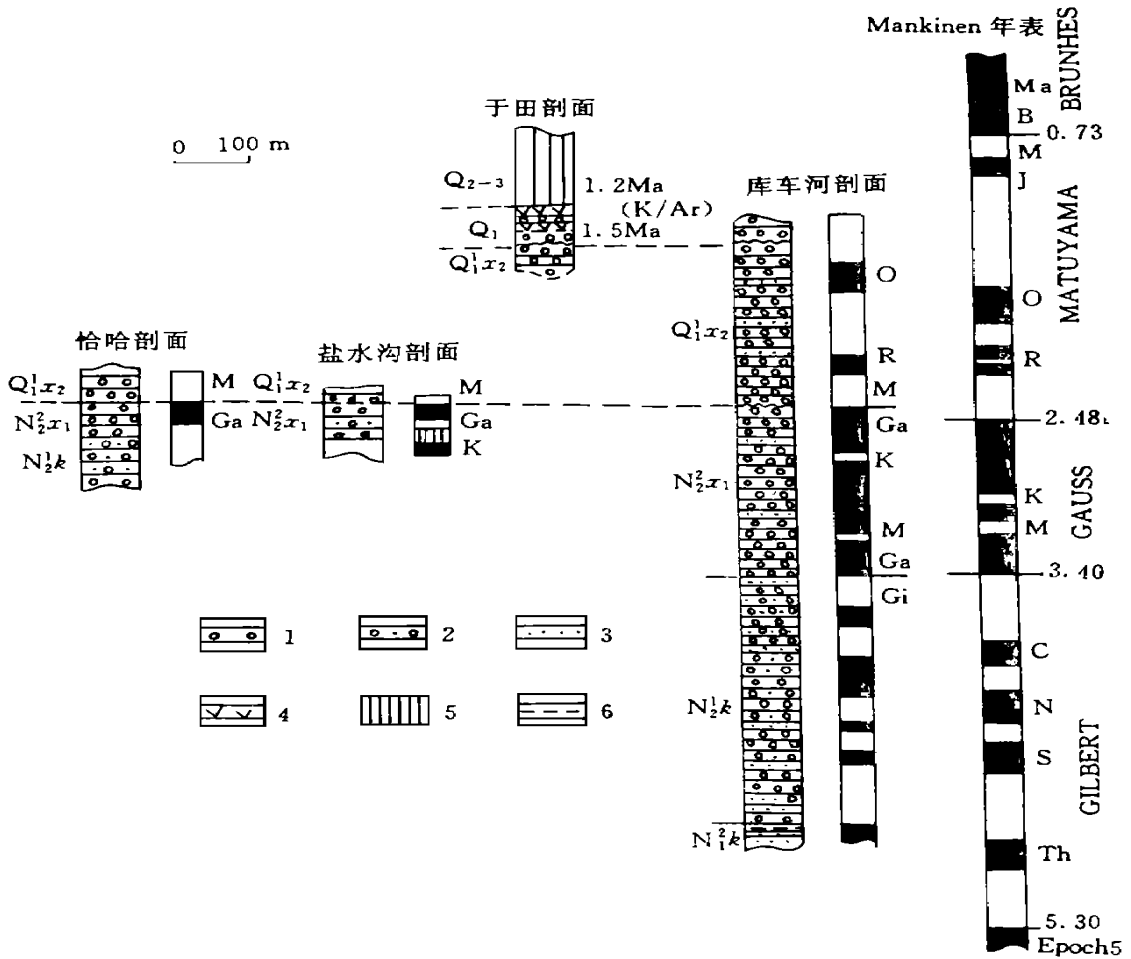 Mankinen 年表
BRUNHES
Ma
B
0.73
M
J
MATUYAMA
O
R
2.48
K
GAUSS
M
3.40
C
N
S
GILBERT
Th
5.30
Epoch5
0 100 m
于田剖面
Q₂₋₃
1.2Ma
(K/Ar)
Q₁
1.5Ma
Q₁¹x₂
库车河剖面
O
Q₁¹x₂
R
M
Ga
K
N₂²x₁
M
Ga
Gi
N₂¹k
N₁²k
恰哈剖面
Q₁¹x₂
M
N₂²x₁
Ga
N₂¹k
盐水沟剖面
Q₁¹x₂
M
N₂²x₁
Ga
K
1
2
3
4
5
6